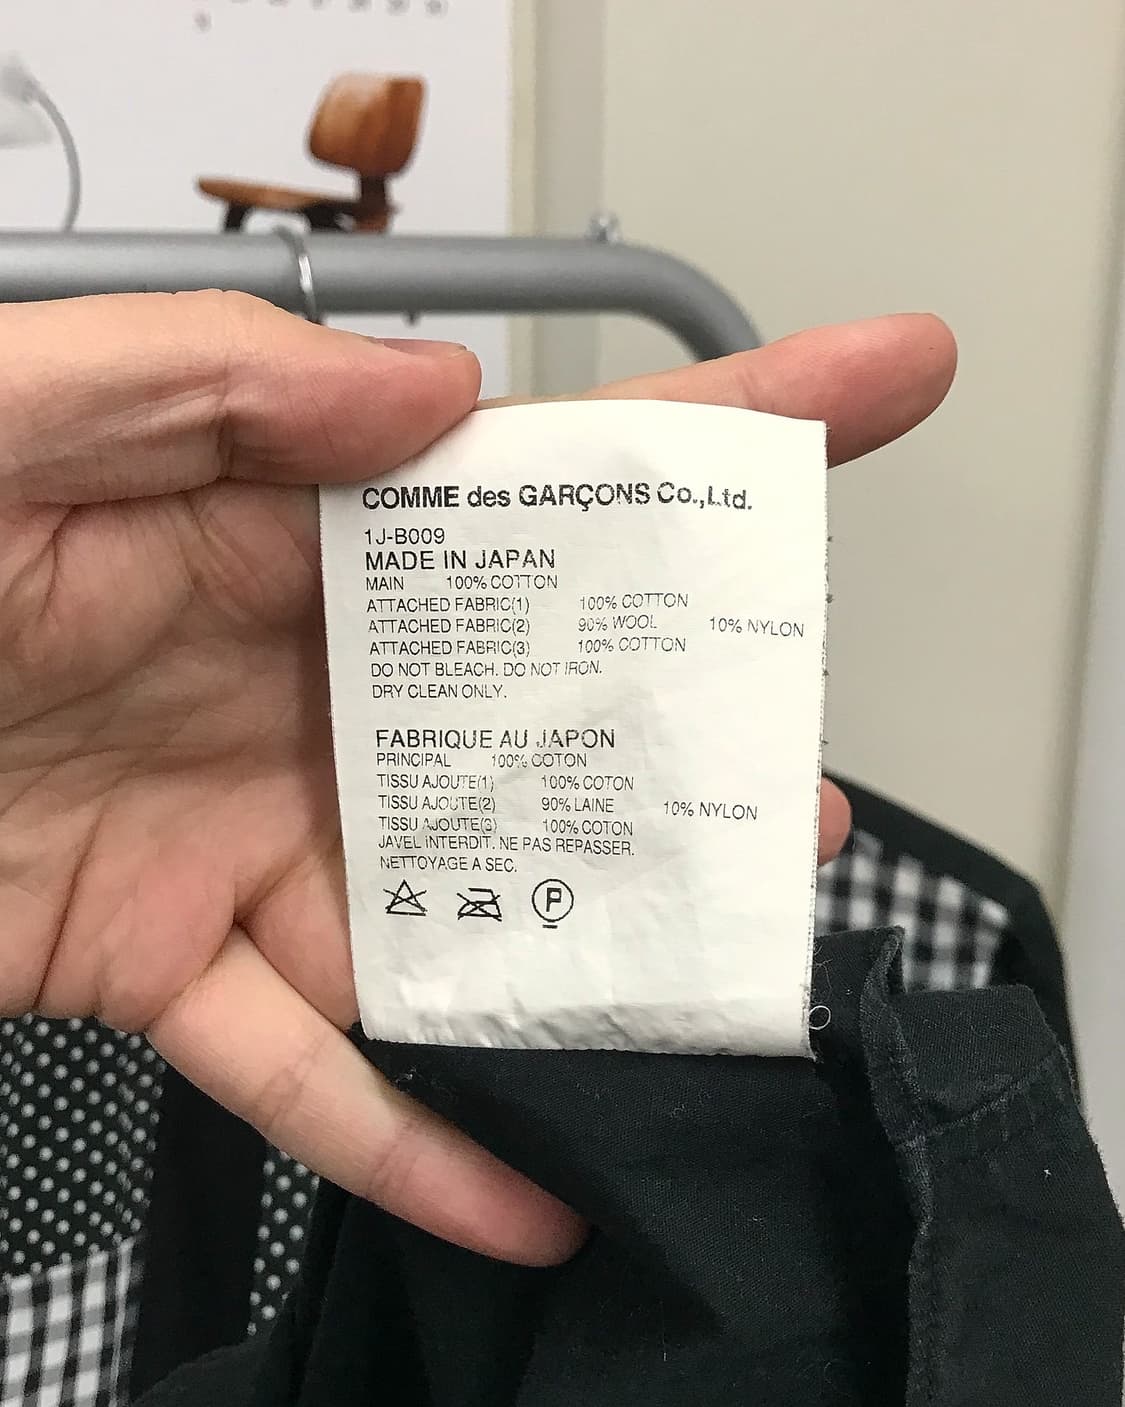 COMME des GARÇONS Co.,Ltd.
1J-B009
MADE IN JAPAN
MAIN 100% COTTON
ATTACHED FABRIC(1) 100% COTTON
ATTACHED FABRIC(2) 90% WOOL 10% NYLON
ATTACHED FABRIC(3) 100% COTTON
DO NOT BLEACH. DO NOT IRON.
DRY CLEAN ONLY.
FABRIQUE AU JAPON
PRINCIPAL 100% COTON
TISSU AJOUTE(1) 100% COTON
TISSU AJOUTE(2) 90% LAINE 10% NYLON
TISSU AJOUTE(3) 100% COTON
JAVEL INTERDIT. NE PAS REPASSER.
NETTOYAGE A SEC.
P